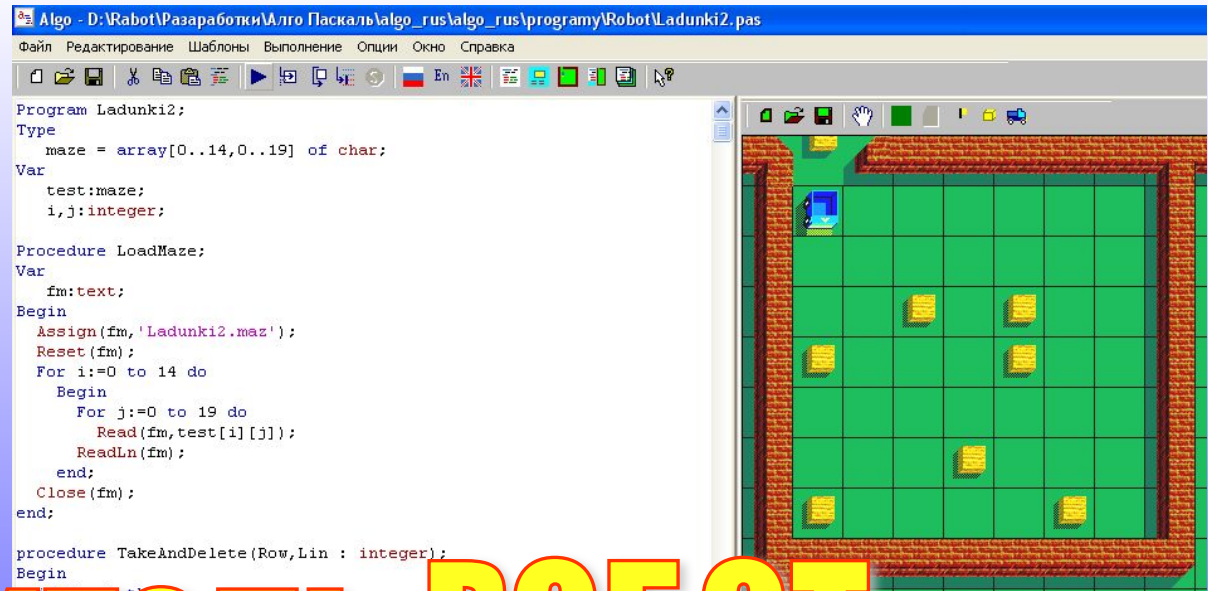 Algo - D:\Rabot\Разаработки\Алго Паскаль\algo_rus\algo_rus\programy\Robot\Ladunki2.pas
Файл Редактирование Шаблоны Выполнение Опции Окно Справка
En
Program Ladunki2;
Type
maze = array[0..14,0..19] of char;
Var
test:maze;
i,j:integer;
Procedure LoadMaze;
Var
fm:text;
Begin
Assign(fm,'Ladunki2.maz');
Reset(fm);
For i:=0 to 14 do
Begin
For j:=0 to 19 do
Read(fm,test[i][j]);
ReadLn(fm);
end;
Close(fm);
end;
procedure TakeAndDelete(Row,Lin : integer);
Begin